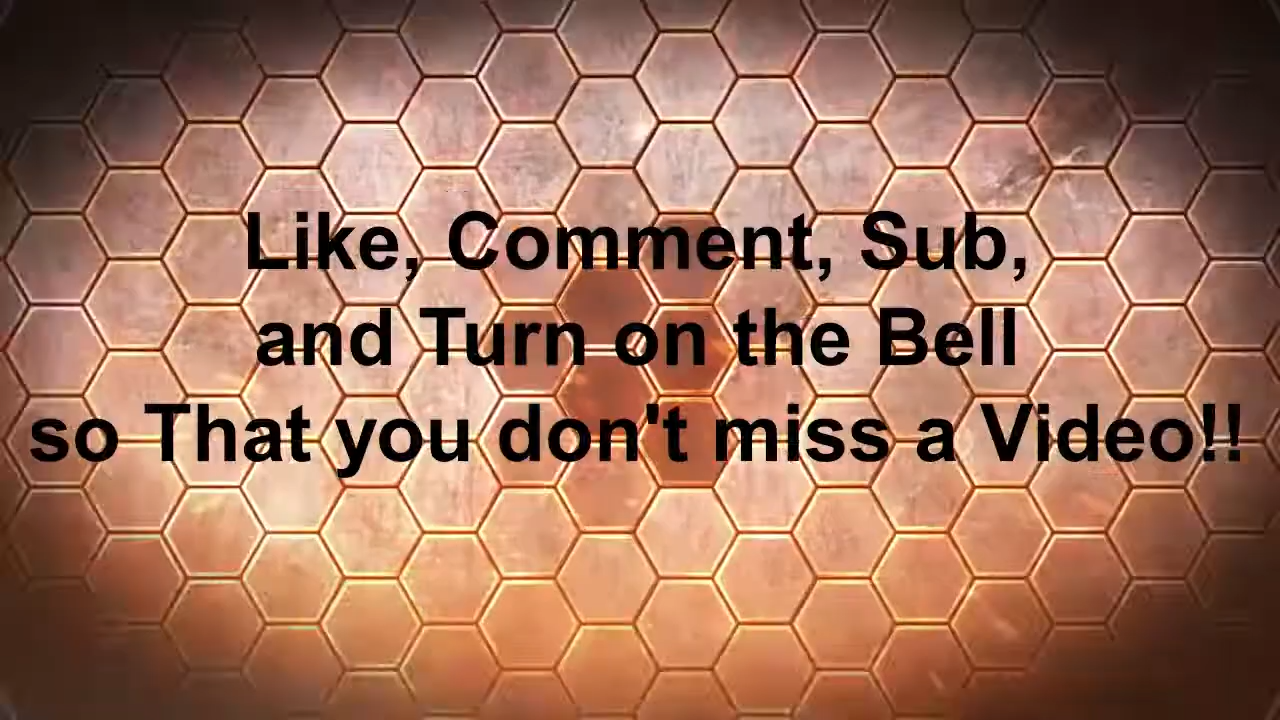 Like, Comment, Sub,
and Turn on the Bell
so That you don't miss a Video!!